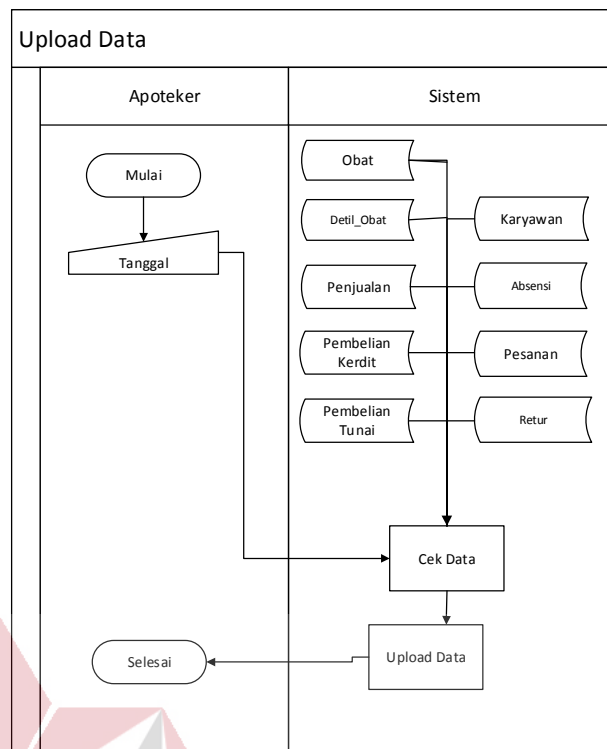 Upload Data
Apoteker
Sistem
Mulai
Tanggal
Obat
Detil_Obat
Karyawan
Penjualan
Absensi
Pembelian
Kerdit
Pesanan
Pembelian
Tunai
Retur
Cek Data
Upload Data
Selesai